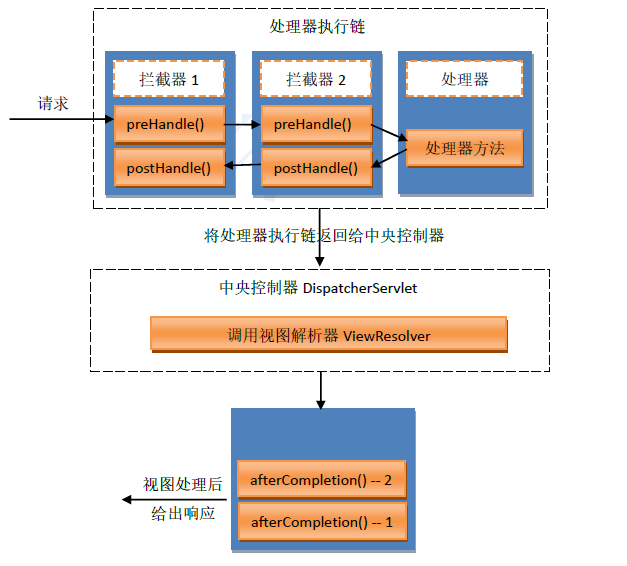 处理器执行链
拦截器 1
拦截器 2
处理器
请求
preHandle()
preHandle()
处理器方法
postHandle()
postHandle()
将处理器执行链返回给中央控制器
中央控制器 DispatcherServlet
调用视图解析器 ViewResolver
afterCompletion() -- 2
视图处理后
给出响应
afterCompletion() -- 1